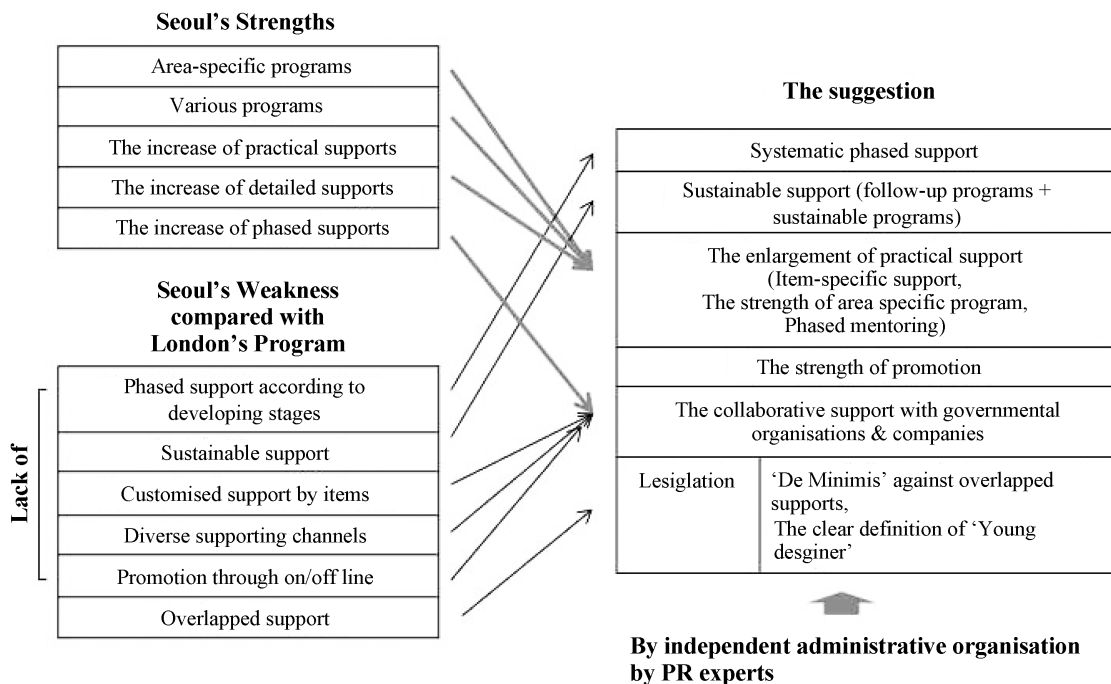 Seoul's Strengths
Area-specific programs
Various programs
The increase of practical supports
The increase of detailed supports
The increase of phased supports
Seoul's Weakness
compared with
London's Program
Lack of
Phased support according to
developing stages
Sustainable support
Customised support by items
Diverse supporting channels
Promotion through on/off line
Overlapped support
The suggestion
Systematic phased support
Sustainable support (follow-up programs +
sustainable programs)
The enlargement of practical support
(Item-specific support,
The strength of area specific program,
Phased mentoring)
The strength of promotion
The collaborative support with governmental
organisations & companies
Lesiglation
‘De Minimis’ against overlapped
supports,
The clear definition of ‘Young
desginer’
By independent administrative organisation
by PR experts